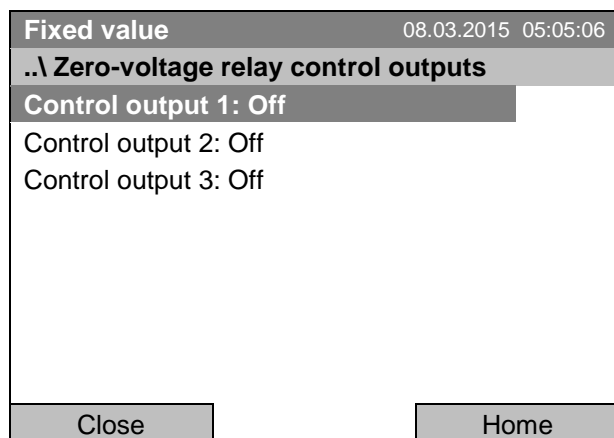 Fixed value 08.03.2015 05:05:06
..\ Zero-voltage relay control outputs
Control output 1: Off
Control output 2: Off
Control output 3: Off
Close Home